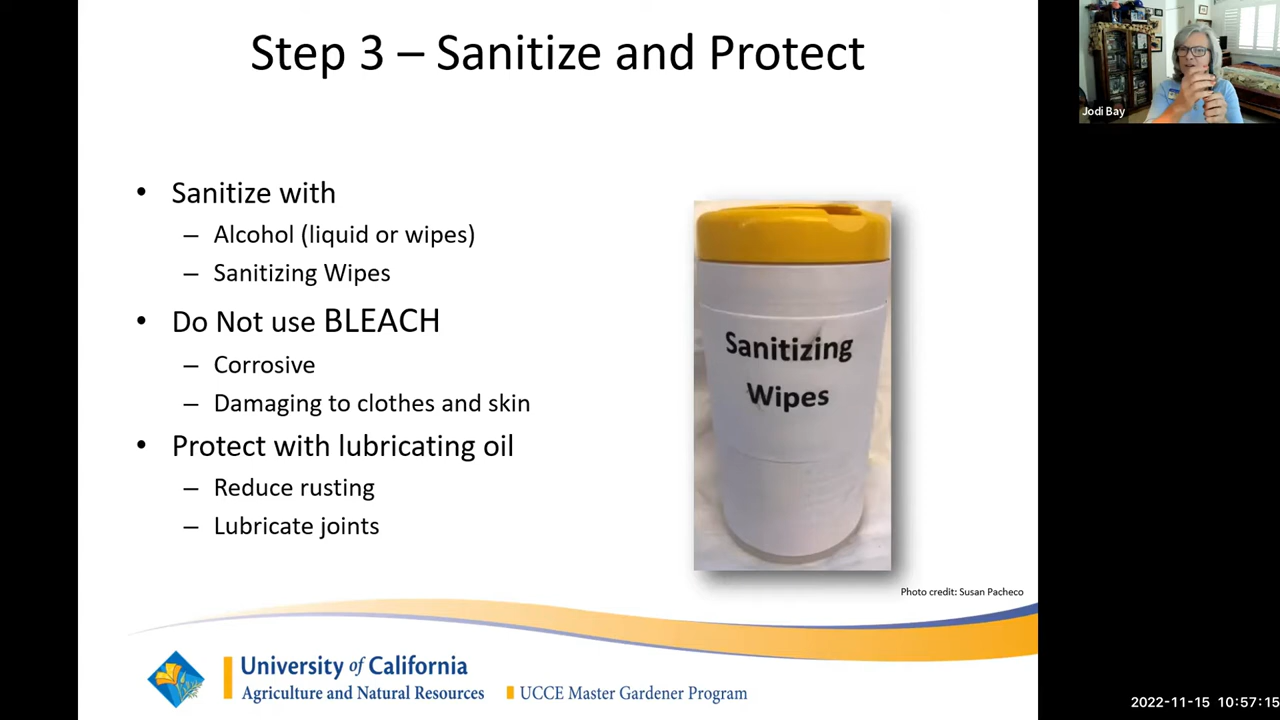 Step 3 – Sanitize and Protect
Jodi Bay
• Sanitize with
– Alcohol (liquid or wipes)
– Sanitizing Wipes
• Do Not use BLEACH
– Corrosive
– Damaging to clothes and skin
• Protect with lubricating oil
– Reduce rusting
– Lubricate joints
Sanitizing
Wipes
Photo credit: Susan Pacheco
University of California
Agriculture and Natural Resources
UCCE Master Gardener Program
2022-11-15 10:57:15